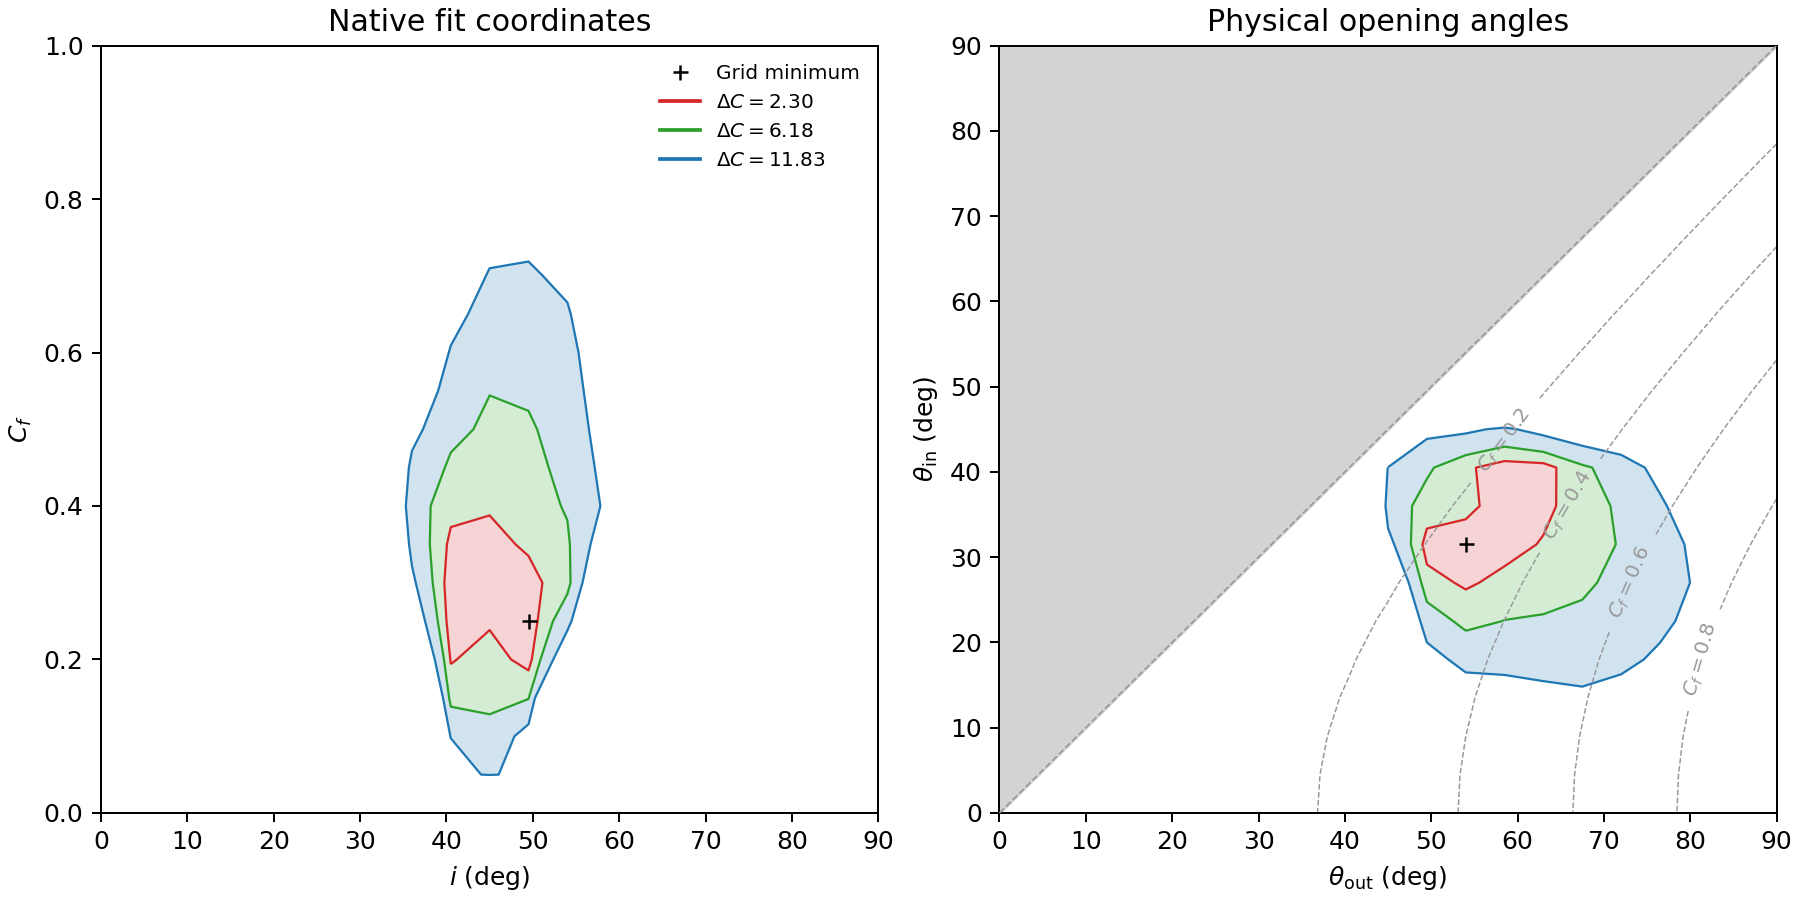 Native fit coordinates
Physical opening angles
Grid minimum
ΔC = 2.30
ΔC = 6.18
ΔC = 11.83
1.0
0.8
0.6
0.4
0.2
0.0
C_f
0 10 20 30 40 50 60 70 80 90
i (deg)
90
80
70
60
50
40
30
20
10
0
θ_in (deg)
C_f = 0.2
C_f = 0.4
C_f = 0.6
C_f = 0.8
0 10 20 30 40 50 60 70 80 90
θ_out (deg)